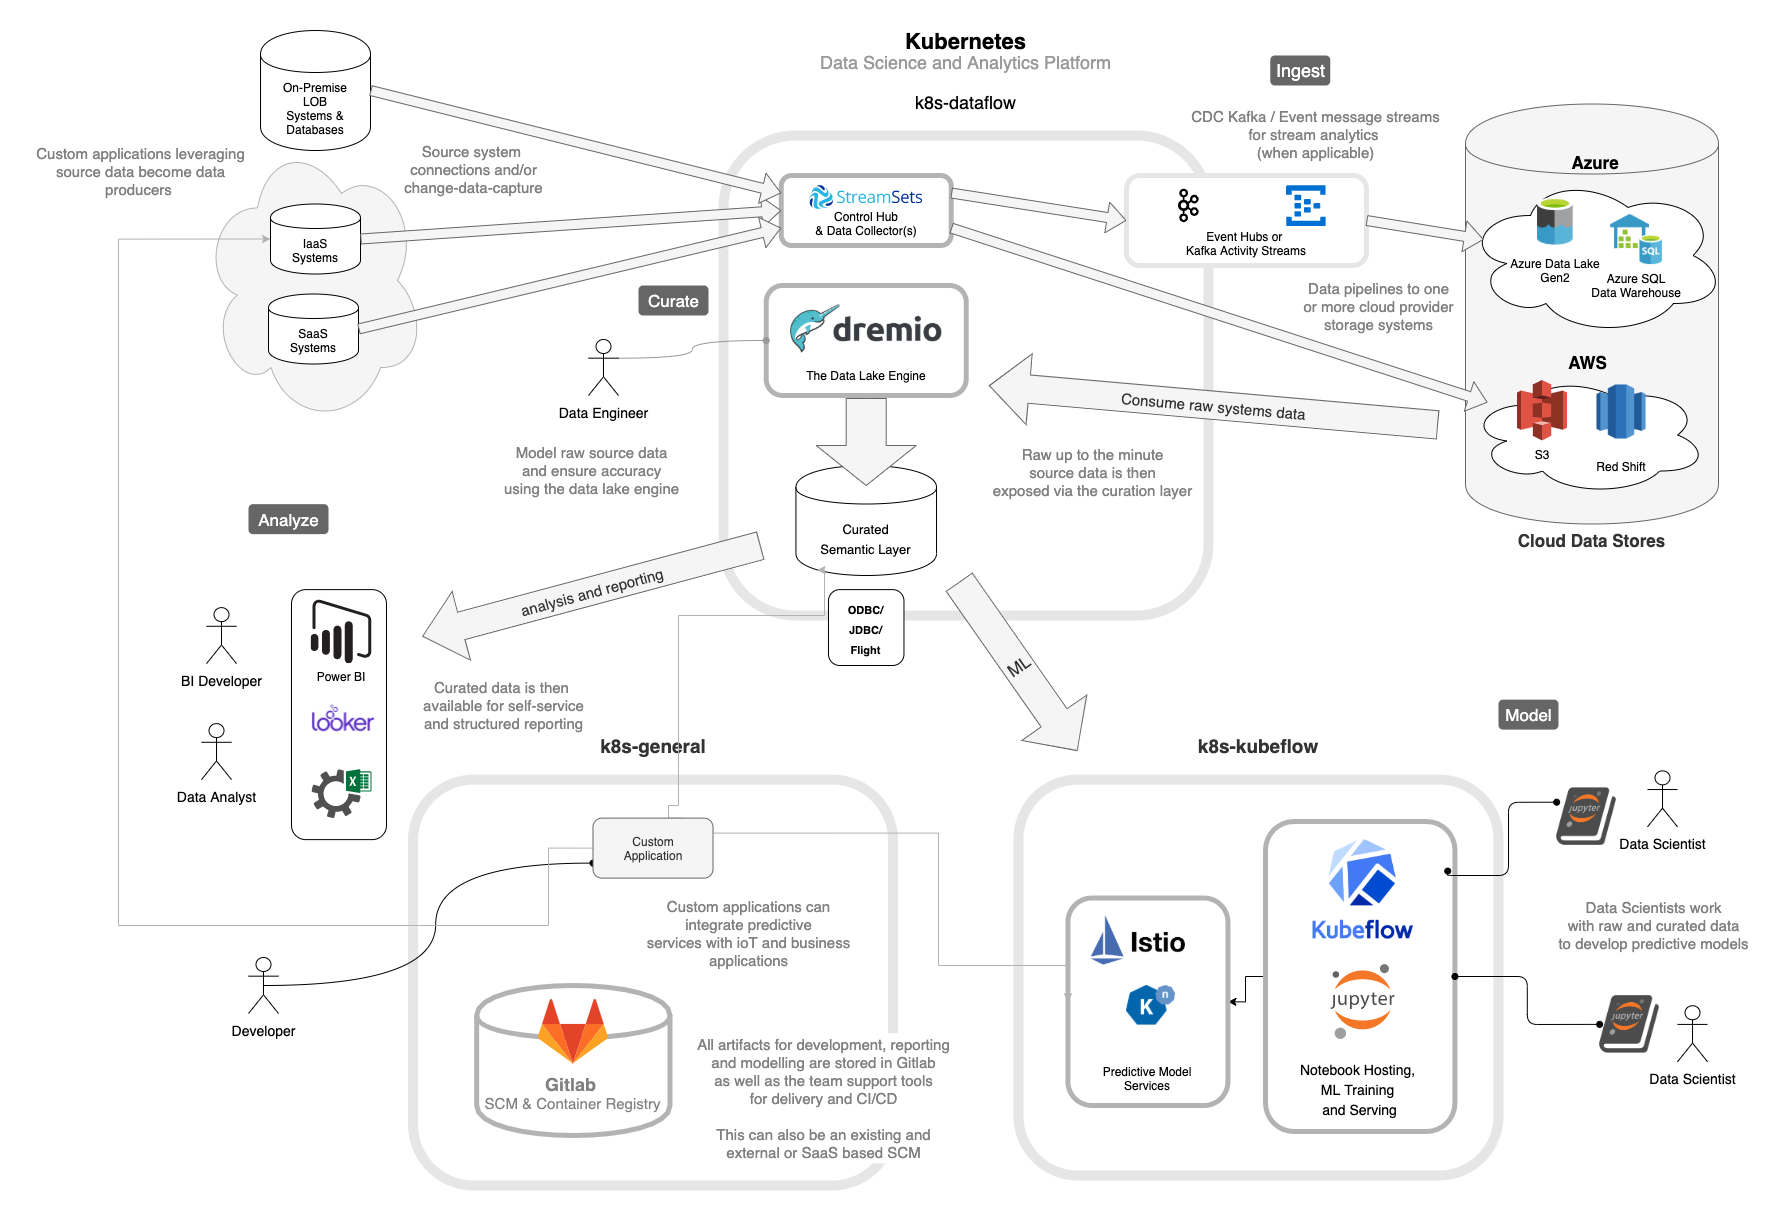 Kubernetes
Data Science and Analytics Platform
k8s-dataflow
Ingest
CDC Kafka / Event message streams
for stream analytics
(when applicable)
On-Premise
LOB
Systems &
Databases
Custom applications leveraging
source data become data
producers
Source system
connections and/or
change-data-capture
IaaS
Systems
SaaS
Systems
StreamSets
Control Hub
& Data Collector(s)
Event Hubs or
Kafka Activity Streams
Azure
Azure Data Lake
Gen2
SQL
Azure SQL
Data Warehouse
Data pipelines to one
or more cloud provider
storage systems
AWS
S3
Red Shift
Cloud Data Stores
Curate
Data Engineer
Model raw source data
and ensure accuracy
using the data lake engine
dremio
The Data Lake Engine
Consume raw systems data
Raw up to the minute
source data is then
exposed via the curation layer
Curated
Semantic Layer
ODBC/
JDBC/
Flight
Analyze
analysis and reporting
ML
BI Developer
Data Analyst
Power BI
looker
X
Curated data is then
available for self-service
and structured reporting
k8s-general
Custom
Application
Custom applications can
integrate predictive
services with ioT and business
applications
Developer
Gitlab
SCM & Container Registry
All artifacts for development, reporting
and modelling are stored in Gitlab
as well as the team support tools
for delivery and CI/CD
This can also be an existing and
external or SaaS based SCM
k8s-kubeflow
Model
Istio
K
n
Predictive Model
Services
Kubeflow
jupyter
Notebook Hosting,
ML Training
and Serving
jupyter
Data Scientist
Data Scientists work
with raw and curated data
to develop predictive models
jupyter
Data Scientist